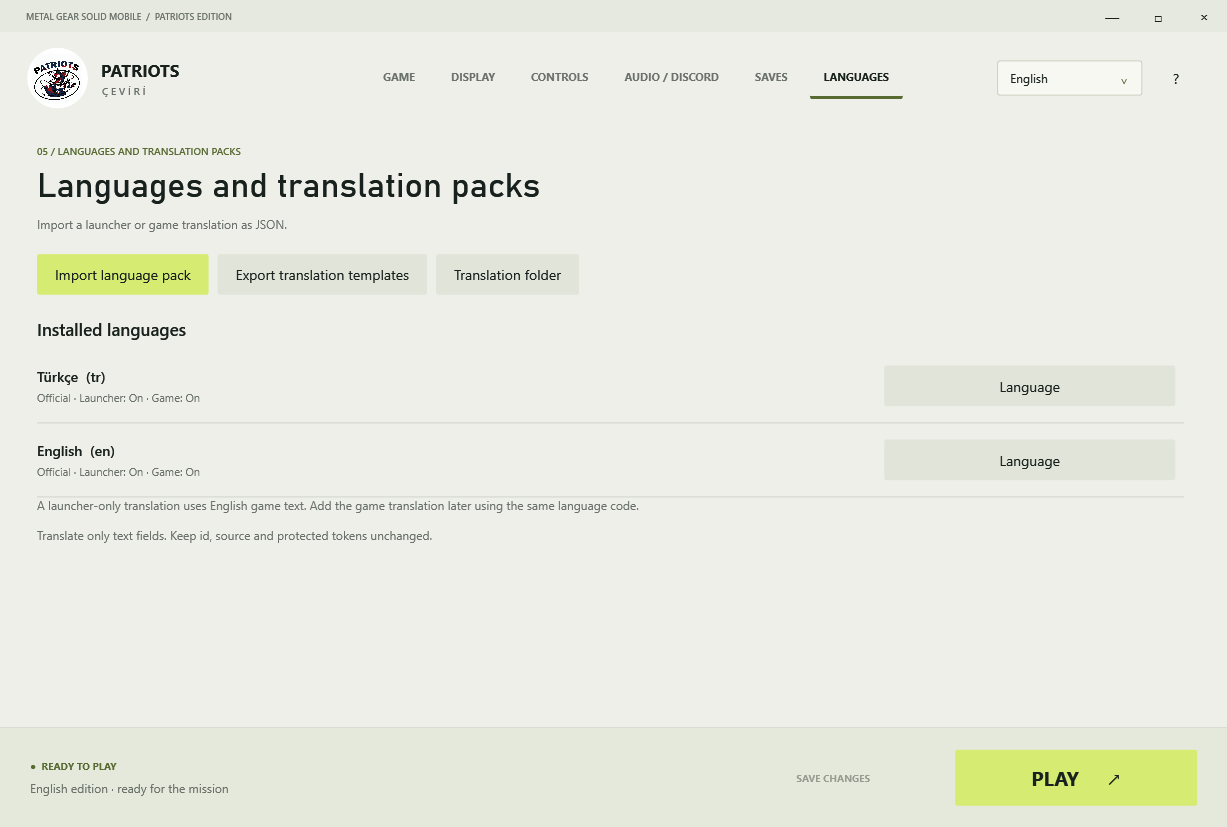 METAL GEAR SOLID MOBILE / PATRIOTS EDITION
PATRIOTS
PATRIOTS
ÇEVİRİ
GAME
DISPLAY
CONTROLS
AUDIO / DISCORD
SAVES
LANGUAGES
English
?
05 / LANGUAGES AND TRANSLATION PACKS
Languages and translation packs
Import a launcher or game translation as JSON.
Import language pack
Export translation templates
Translation folder
Installed languages
Türkçe (tr)
Official · Launcher: On · Game: On
Language
English (en)
Official · Launcher: On · Game: On
Language
A launcher-only translation uses English game text. Add the game translation later using the same language code.
Translate only text fields. Keep id, source and protected tokens unchanged.
● READY TO PLAY
English edition · ready for the mission
SAVE CHANGES
PLAY ↗